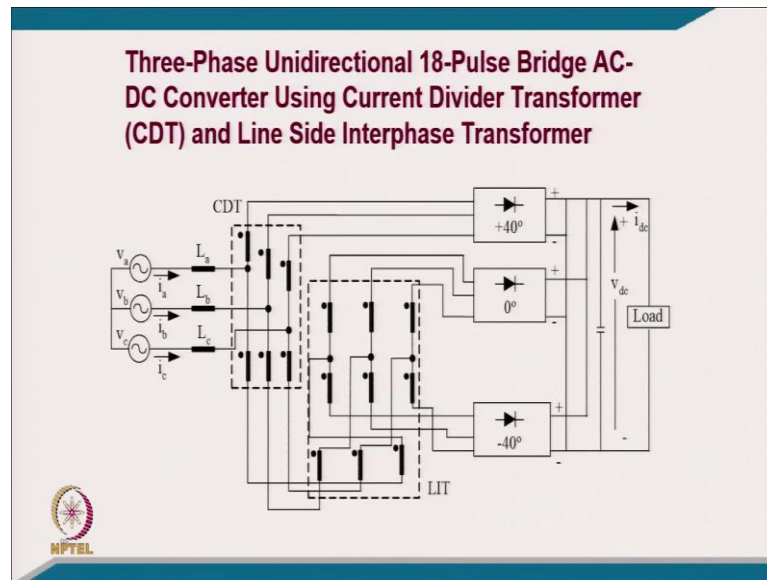 Three-Phase Unidirectional 18-Pulse Bridge AC-
DC Converter Using Current Divider Transformer
(CDT) and Line Side Interphase Transformer
CDT
+40°
+
-
i_dc
+
v_a
L_a
i_a
v_b
L_b
i_b
v_c
L_c
i_c
0°
+
-
v_dc
Load
-40°
+
-
-
LIT
NPTEL